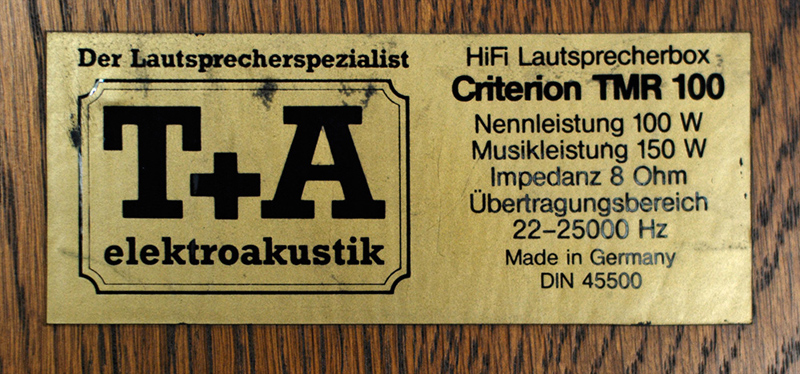 Der Lautsprecherspezialist
T+A
elektroakustik
HiFi Lautsprecherbox
Criterion TMR 100
Nennleistung 100 W
Musikleistung 150 W
Impedanz 8 Ohm
Übertragungsbereich
22–25000 Hz
Made in Germany
DIN 45500